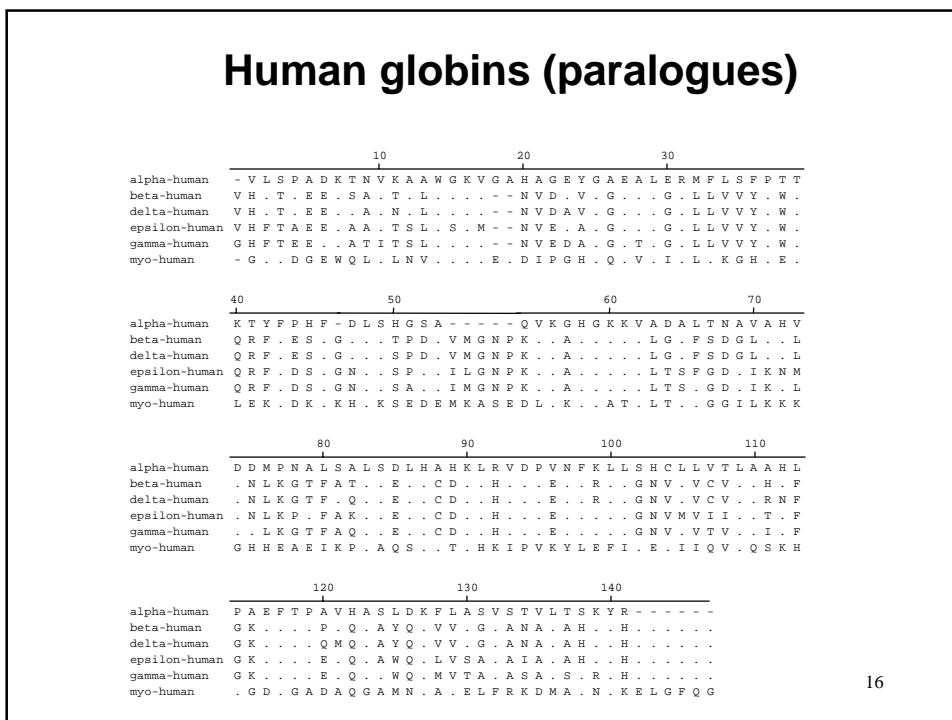 Human globins (paralogues)
10 20 30
alpha-human - V L S P A D K T N V K A A W G K V G A H A G E Y G A E A L E R M F L S F P T T
beta-human V H . T . E E . S A . T . L . . . . - - N V D . V . G . . . G . L L V V Y . W .
delta-human V H . T . E E . . A . N . L . . . . - - N V D A V . G . . . G . L L V V Y . W .
epsilon-human V H F T A E E . A A . T S L . S . M - - N V E . A . G . . . G . L L V V Y . W .
gamma-human G H F T E E . . A T I T S L . . . . - - N V E D A . G . T . G . L L V V Y . W .
myo-human - G . . D G E W Q L . L N V . . . . E . D I P G H . Q . V . I . L . K G H . E .
40 50 60 70
alpha-human K T Y F P H F - D L S H G S A - - - - - Q V K G H G K K V A D A L T N A V A H V
beta-human Q R F . E S . G . . . T P D . V M G N P K . . A . . . . . L G . F S D G L . . L
delta-human Q R F . E S . G . . . S P D . V M G N P K . . A . . . . . L G . F S D G L . . L
epsilon-human Q R F . D S . G N . . S P . . I L G N P K . . A . . . . . L T S F G D . I K N M
gamma-human Q R F . D S . G N . . S A . . I M G N P K . . A . . . . . L T S . G D . I K . L
myo-human L E K . D K . K H . K S E D E M K A S E D L . K . . A T . L T . . G G I L K K K
80 90 100 110
alpha-human D D M P N A L S A L S D L H A H K L R V D P V N F K L L S H C L L V T L A A H L
beta-human . N L K G T F A T . . E . . C D . . H . . . E . . R . . G N V . V C V . . H . F
delta-human . N L K G T F . Q . . E . . C D . . H . . . E . . R . . G N V . V C V . . R N F
epsilon-human . N L K P . F A K . . E . . C D . . H . . . E . . . . . G N V M V I I . . T . F
gamma-human . . L K G T F A Q . . E . . C D . . H . . . E . . . . . G N V . V T V . . I . F
myo-human G H H E A E I K P . A Q S . . T . H K I P V K Y L E F I . E . I I Q V . Q S K H
120 130 140
alpha-human P A E F T P A V H A S L D K F L A S V S T V L T S K Y R - - - - - -
beta-human G K . . . . P . Q . A Y Q . V V . G . A N A . A H . . H . . . . . .
delta-human G K . . . . Q M Q . A Y Q . V V . G . A N A . A H . . H . . . . . .
epsilon-human G K . . . . E . Q . A W Q . L V S A . A I A . A H . . H . . . . . .
gamma-human G K . . . . E . Q . . W Q . M V T A . A S A . S . R . H . . . . . .
myo-human . G D . G A D A Q G A M N . A . E L F R K D M A . N . K E L G F Q G
16